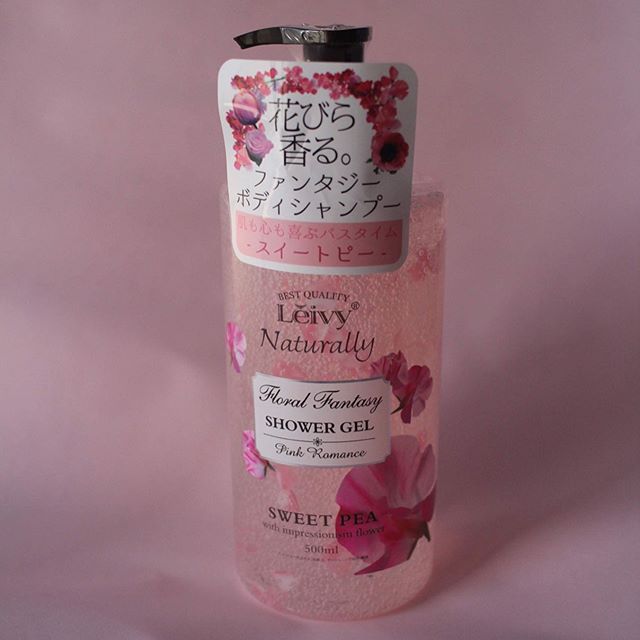 花びら
香る。
ファンタジー
ボディシャンプー
肌も心も喜ぶバスタイム
- スイートピー -
BEST QUALITY
Leivy®
Naturally
Floral Fantasy
SHOWER GEL
Pink Romance
SWEET PEA
with impressionism flower
500ml